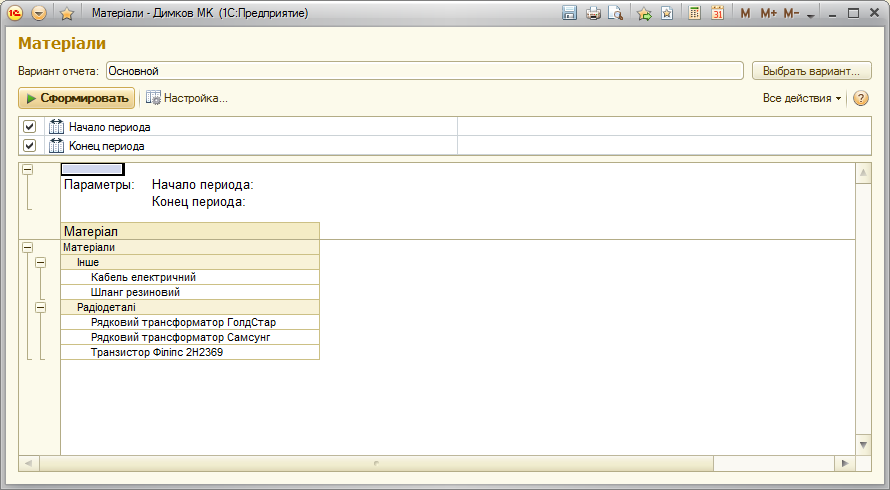 Матеріали - Димков МК (1С:Предприятие)
M M+ M-
Матеріали
Вариант отчета: Основной Выбрать вариант...
Сформировать Настройка... Все действия ?
Начало периода
Конец периода
Параметры: Начало периода:
Конец периода:
Матеріал
Матеріали
Інше
Кабель електричний
Шланг резиновий
Радіодеталі
Рядковий трансформатор ГолдСтар
Рядковий трансформатор Самсунг
Транзистор Філіпс 2Н2369